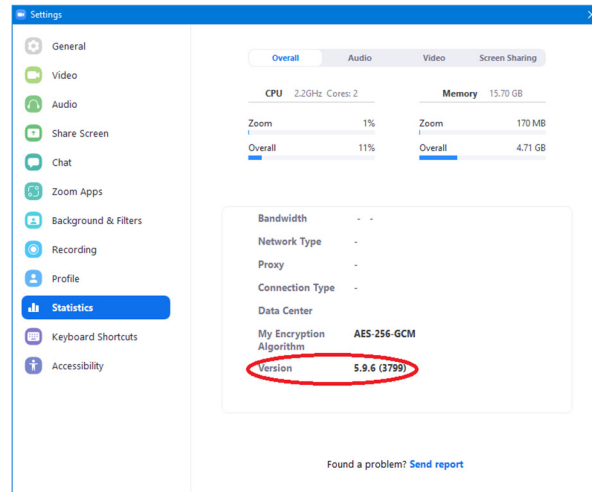 Settings
General
Video
Audio
Share Screen
Chat
Zoom Apps
Background & Filters
Recording
Profile
Statistics
Keyboard Shortcuts
Accessibility
Overall Audio Video Screen Sharing
CPU 2.2GHz Cores: 2 Memory 15.70 GB
Zoom 1% Zoom 170 MB
Overall 11% Overall 4.71 GB
Bandwidth - -
Network Type -
Proxy -
Connection Type -
Data Center
My Encryption AES-256-GCM
Algorithm
Version 5.9.6 (3799)
Found a problem? Send report